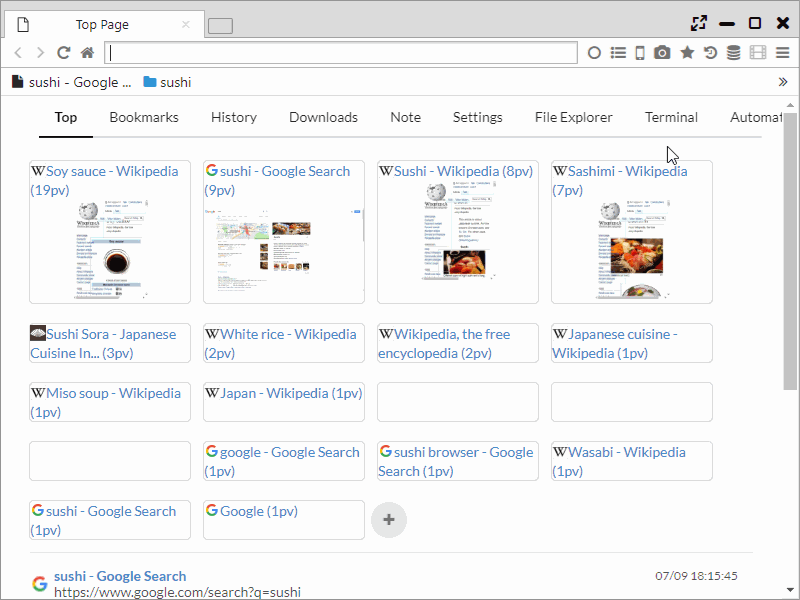 Top Page
sushi - Google ... sushi »
Top Bookmarks History Downloads Note Settings File Explorer Terminal Automat
Soy sauce - Wikipedia
(19pv)
sushi - Google Search
(9pv)
Sushi - Wikipedia (8pv)
Sashimi - Wikipedia
(7pv)
Sushi Sora - Japanese
Cuisine In... (3pv)
White rice - Wikipedia
(2pv)
Wikipedia, the free
encyclopedia (2pv)
Japanese cuisine -
Wikipedia (1pv)
Miso soup - Wikipedia
(1pv)
Japan - Wikipedia (1pv)
google - Google Search
(1pv)
sushi browser - Google
Search (1pv)
Wasabi - Wikipedia
(1pv)
sushi - Google Search
(1pv)
Google (1pv)
sushi - Google Search 07/09 18:15:45
https://www.google.com/search?q=sushi